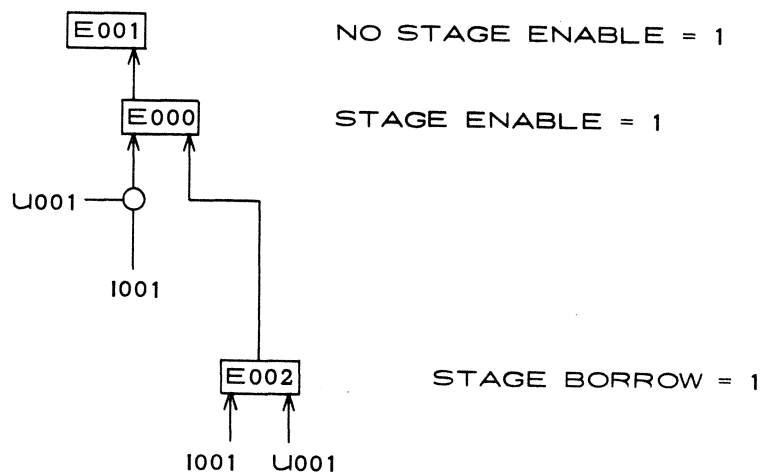 E001 NO STAGE ENABLE = 1
E000 STAGE ENABLE = 1
U001
I001
E002 STAGE BORROW = 1
I001 U001